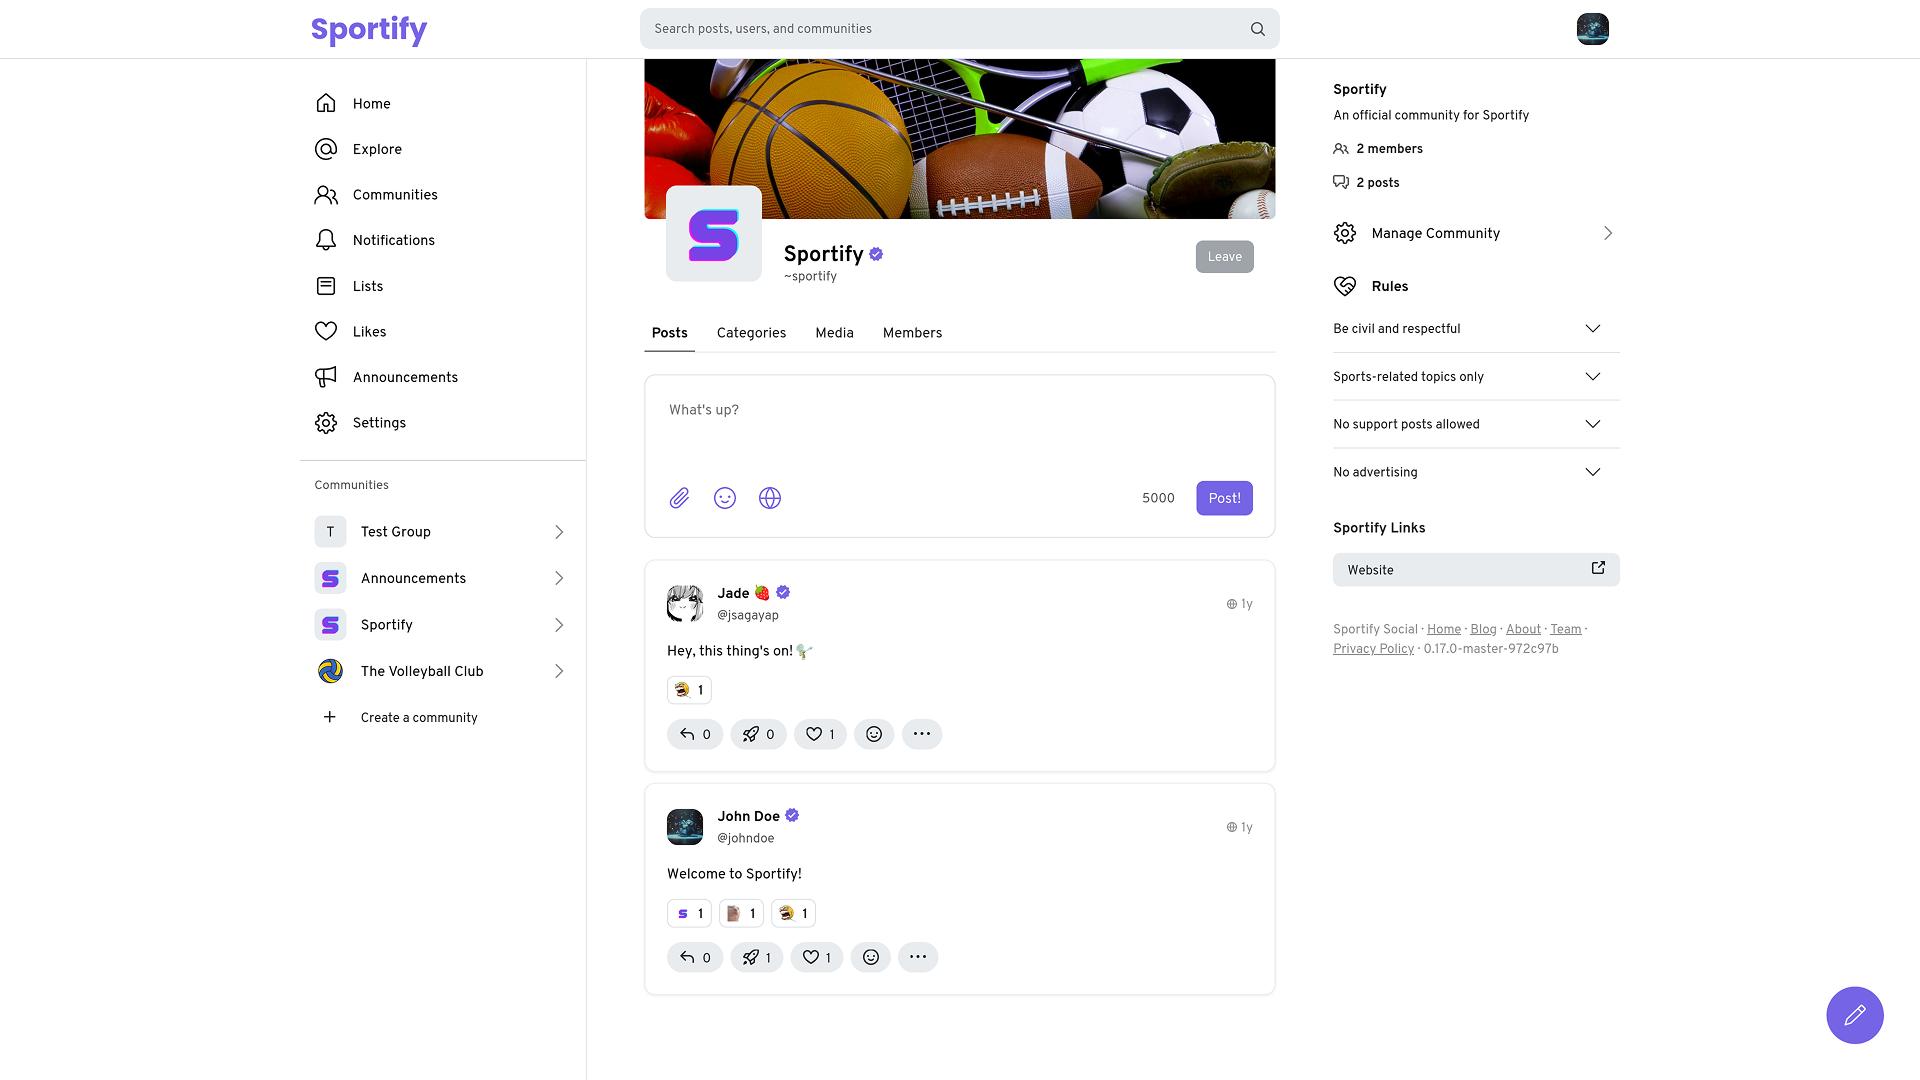 Sportify
Search posts, users, and communities
Home
Explore
Communities
Notifications
Lists
Likes
Announcements
Settings
Communities
T
Test Group
Announcements
Sportify
The Volleyball Club
Create a community
Sportify
~sportify
Leave
Posts
Categories
Media
Members
What's up?
5000
Post!
Jade
@jsagayap
1y
Hey, this thing's on!
1
0
0
1
John Doe
@johndoe
1y
Welcome to Sportify!
1
1
1
0
1
1
Sportify
An official community for Sportify
2 members
2 posts
Manage Community
Rules
Be civil and respectful
Sports-related topics only
No support posts allowed
No advertising
Sportify Links
Website
Sportify Social · Home · Blog · About · Team ·
Privacy Policy · 0.17.0-master-972c97b